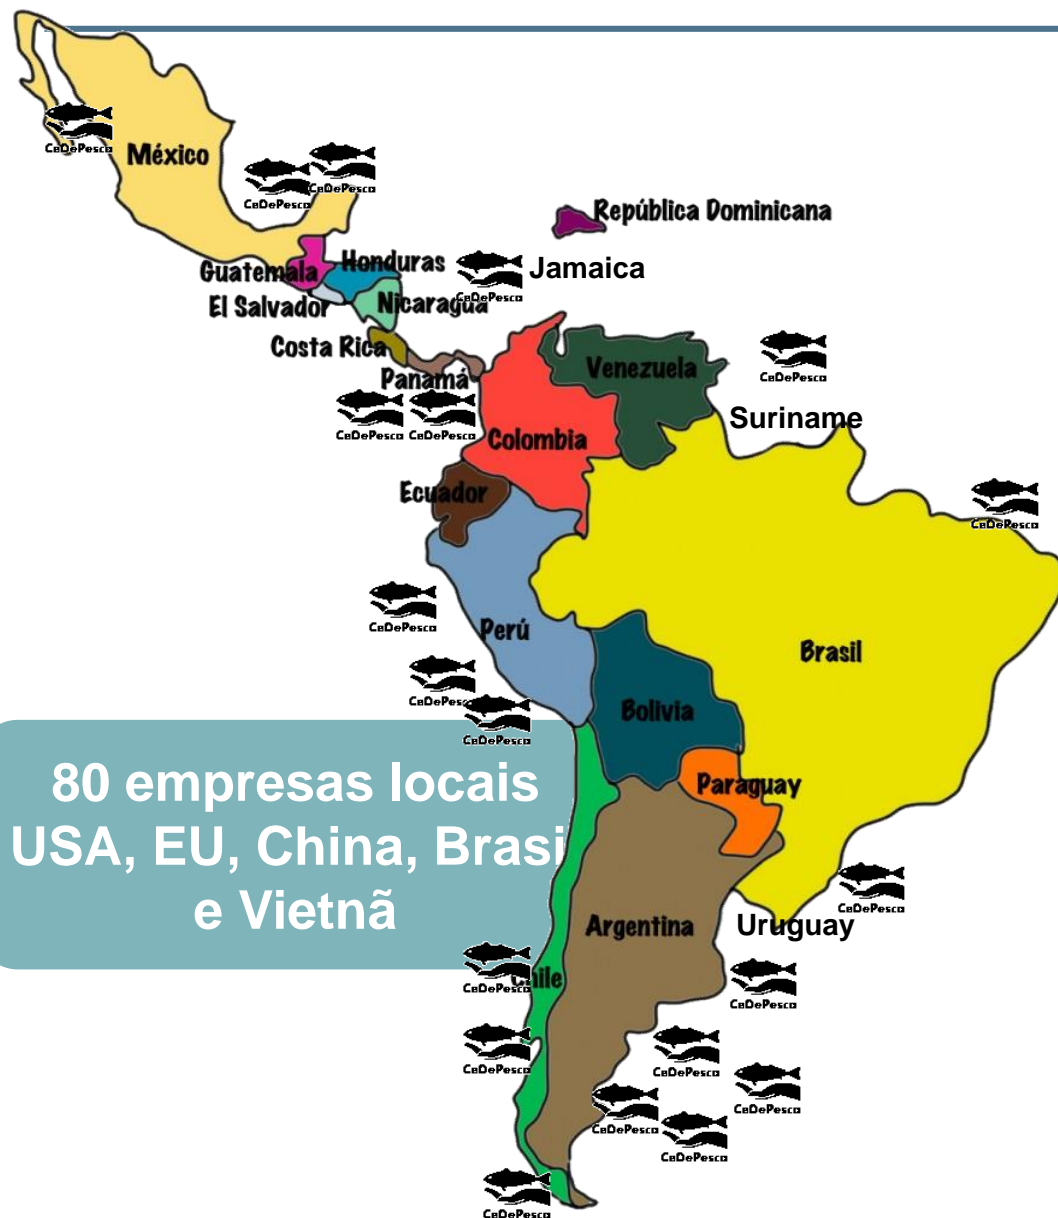 CeDePesca
México
CeDePesca
CeDePesca
República Dominicana
Guatemala
Honduras
CeDePesca
Jamaica
El Salvador
Nicaragua
Costa Rica
Venezuela
CeDePesca
Panamá
Suriname
CeDePesca
CeDePesca
Colombia
Ecuador
CeDePesca
CeDePesca
Perú
Brasil
CeDePesca
Bolivia
CeDePesca
80 empresas locais
USA, EU, China, Brasi
e Vietnã
Paraguay
CeDePesca
Argentina
Uruguay
CeDePesca
Chile
CeDePesca
CeDePesca
CeDePesca
CeDePesca
CeDePesca
CeDePesca
CeDePesca